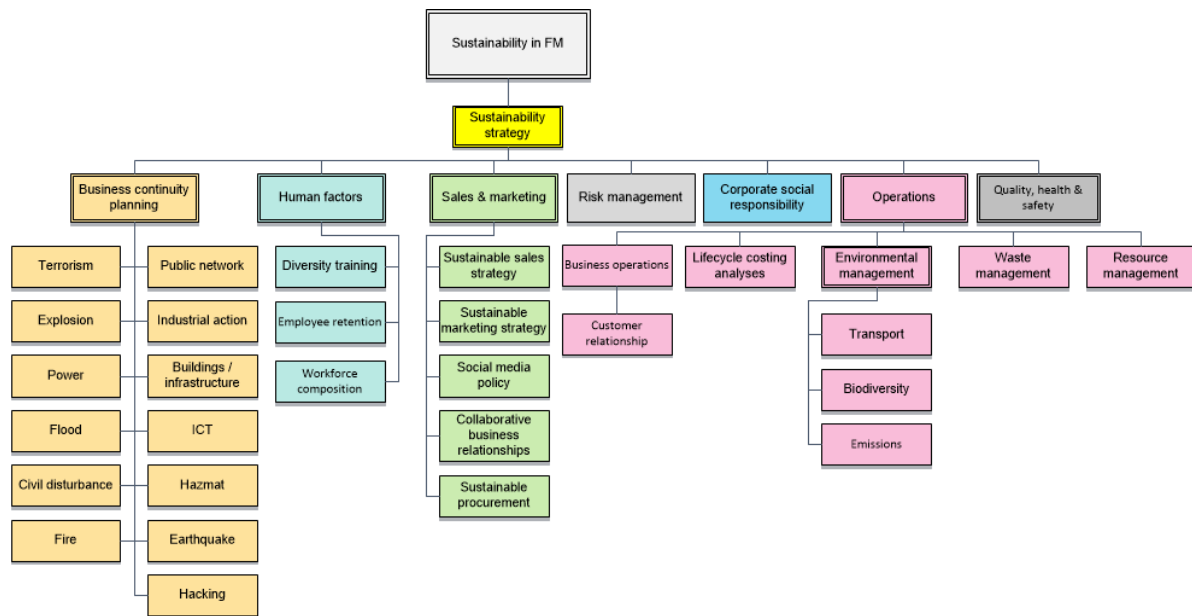 Sustainability in FM
Sustainability
strategy
Business continuity
planning
Human factors
Sales & marketing
Risk management
Corporate social
responsibility
Operations
Quality, health &
safety
Terrorism
Public network
Explosion
Industrial action
Power
Buildings /
infrastructure
Flood
ICT
Civil disturbance
Hazmat
Fire
Earthquake
Hacking
Diversity training
Employee retention
Workforce
composition
Sustainable sales
strategy
Sustainable
marketing strategy
Social media
policy
Collaborative
business
relationships
Sustainable
procurement
Business operations
Customer
relationship
Lifecycle costing
analyses
Environmental
management
Transport
Biodiversity
Emissions
Waste
management
Resource
management